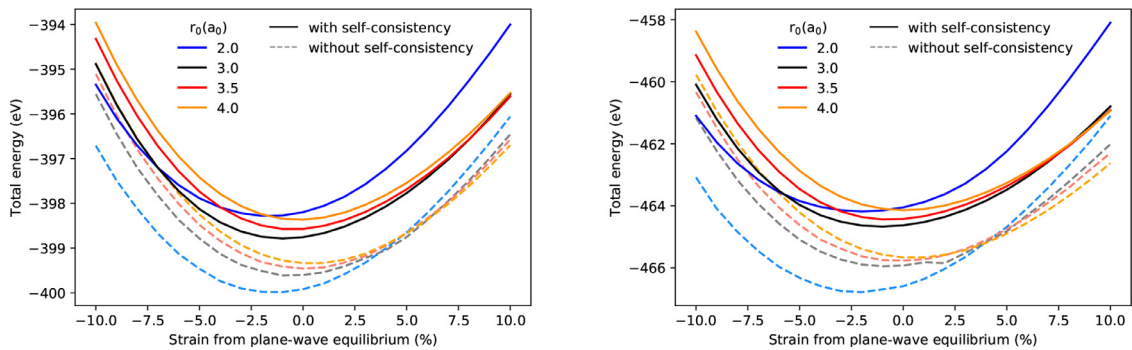 −394
−395
−396
−397
−398
−399
−400
Total energy (eV)
r₀(a₀)
2.0
3.0
3.5
4.0
with self-consistency
without self-consistency
−10.0 −7.5 −5.0 −2.5 0.0 2.5 5.0 7.5 10.0
Strain from plane-wave equilibrium (%)
−458
−460
−462
−464
−466
Total energy (eV)
r₀(a₀)
2.0
3.0
3.5
4.0
with self-consistency
without self-consistency
−10.0 −7.5 −5.0 −2.5 0.0 2.5 5.0 7.5 10.0
Strain from plane-wave equilibrium (%)